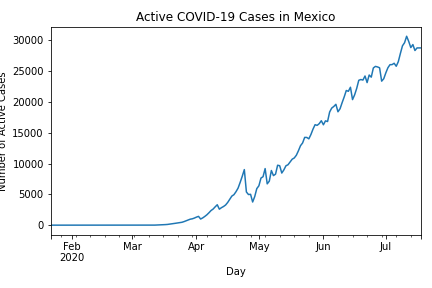 Active COVID-19 Cases in Mexico
Number of Active Cases
30000
25000
20000
15000
10000
5000
0
Feb
2020
Mar
Apr
May
Jun
Jul
Day